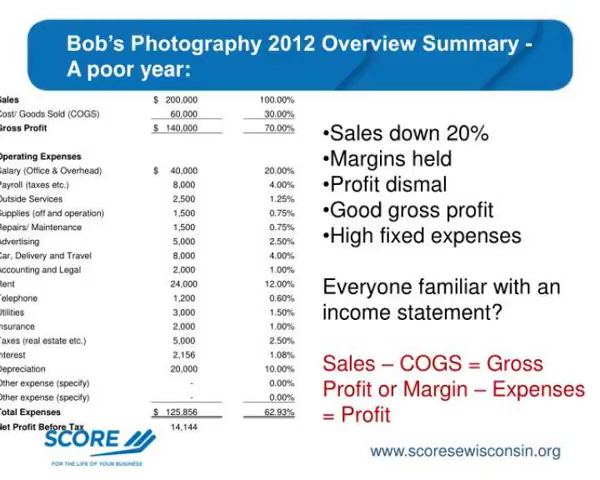 Bob's Photography 2012 Overview Summary -
A poor year:
Sales $ 200,000 100.00%
Cost/ Goods Sold (COGS) 60,000 30.00%
Gross Profit $ 140,000 70.00%
Operating Expenses
Salary (Office & Overhead) $ 40,000 20.00%
Payroll (taxes etc.) 8,000 4.00%
Outside Services 2,500 1.25%
Supplies (off and operation) 1,500 0.75%
Repairs/ Maintenance 1,500 0.75%
Advertising 5,000 2.50%
Car, Delivery and Travel 8,000 4.00%
Accounting and Legal 2,000 1.00%
Rent 24,000 12.00%
Telephone 1,200 0.60%
Utilities 3,000 1.50%
Insurance 2,000 1.00%
Taxes (real estate etc.) 5,000 2.50%
Interest 2,156 1.08%
Depreciation 20,000 10.00%
Other expense (specify) - 0.00%
Other expense (specify) - 0.00%
Total Expenses $ 125,856 62.93%
Net Profit Before Tax 14,144
•Sales down 20%
•Margins held
•Profit dismal
•Good gross profit
•High fixed expenses
Everyone familiar with an
income statement?
Sales – COGS = Gross
Profit or Margin – Expenses
= Profit
SCORE
FOR THE LIFE OF YOUR BUSINESS
www.scoresewisconsin.org